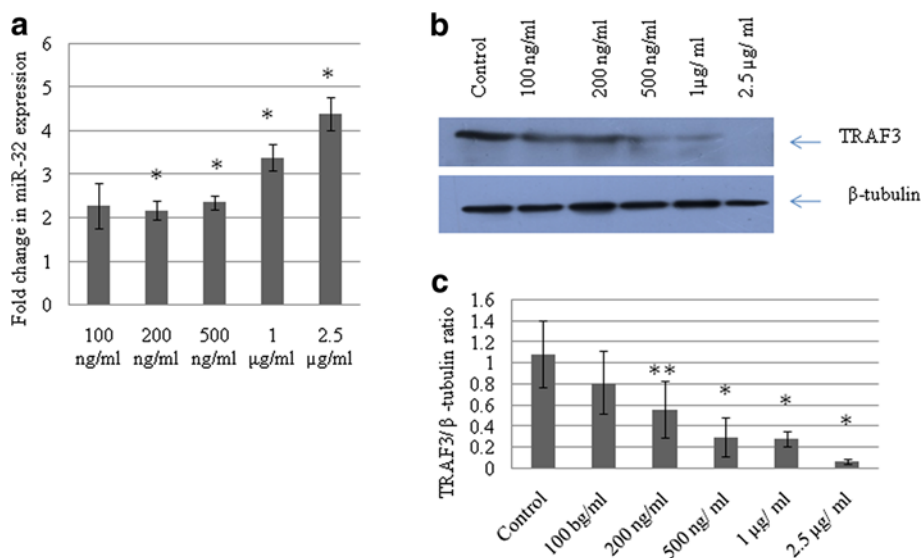 a
Fold change in miR-32 expression
6
5
4
3
2
1
0
*
*
*
*
100 ng/ml
200 ng/ml
500 ng/ml
1 µg/ml
2.5 µg/ml
b
Control
100 ng/ml
200 ng/ml
500 ng/ml
1µg/ ml
2.5 µg/ ml
TRAF3
β-tubulin
c
TRAF3/β -tubulin ratio
1.6
1.4
1.2
1
0.8
0.6
0.4
0.2
0
**
*
*
*
Control
100 bg/ml
200 ng/ml
500 ng/ ml
1 µg/ ml
2.5 µg/ ml